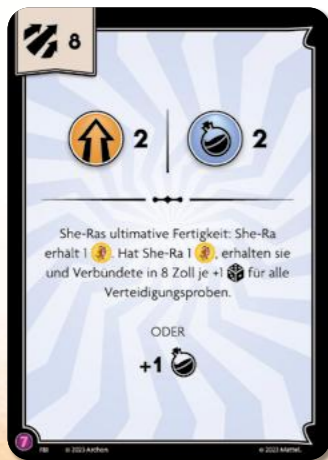 8
2 2
She-Ras ultimative Fertigkeit: She-Ra
erhält 1 . Hat She-Ra 1 , erhalten sie
und Verbündete in 8 Zoll je +1 für alle
Verteidigungsproben.
ODER
+1
7 © 2023 Archon © 2023 Mattel.